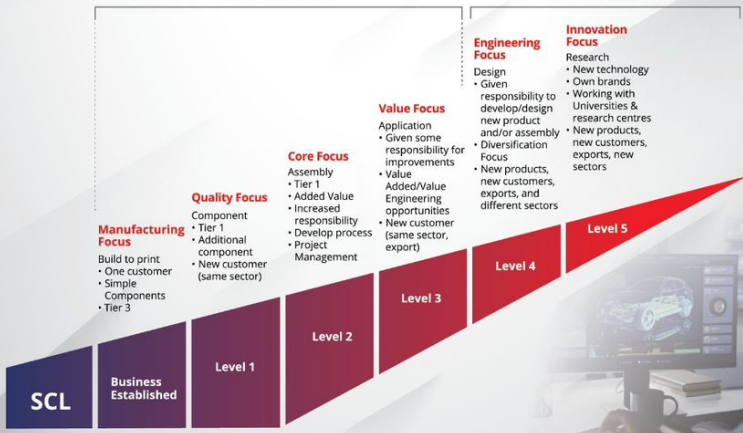 Manufacturing
Focus
Build to print
• One customer
• Simple
Components
• Tier 3
Quality Focus
Component
• Tier 1
• Additional
component
• New customer
(same sector)
Core Focus
Assembly
• Tier 1
• Added Value
• Increased
responsibility
• Develop process
• Project
Management
Value Focus
Application
• Given some
responsibility for
improvements
• Value
Added/Value
Engineering
opportunities
• New customer
(same sector,
export)
Engineering
Focus
Design
• Given
responsibility to
develop/design
new product
and/or assembly
• Diversification
Focus
• New products,
new customers,
exports, and
different sectors
Innovation
Focus
Research
• New technology
• Own brands
• Working with
Universities &
research centres
• New products,
new customers,
exports, new
sectors
SCL
Business
Established
Level 1
Level 2
Level 3
Level 4
Level 5